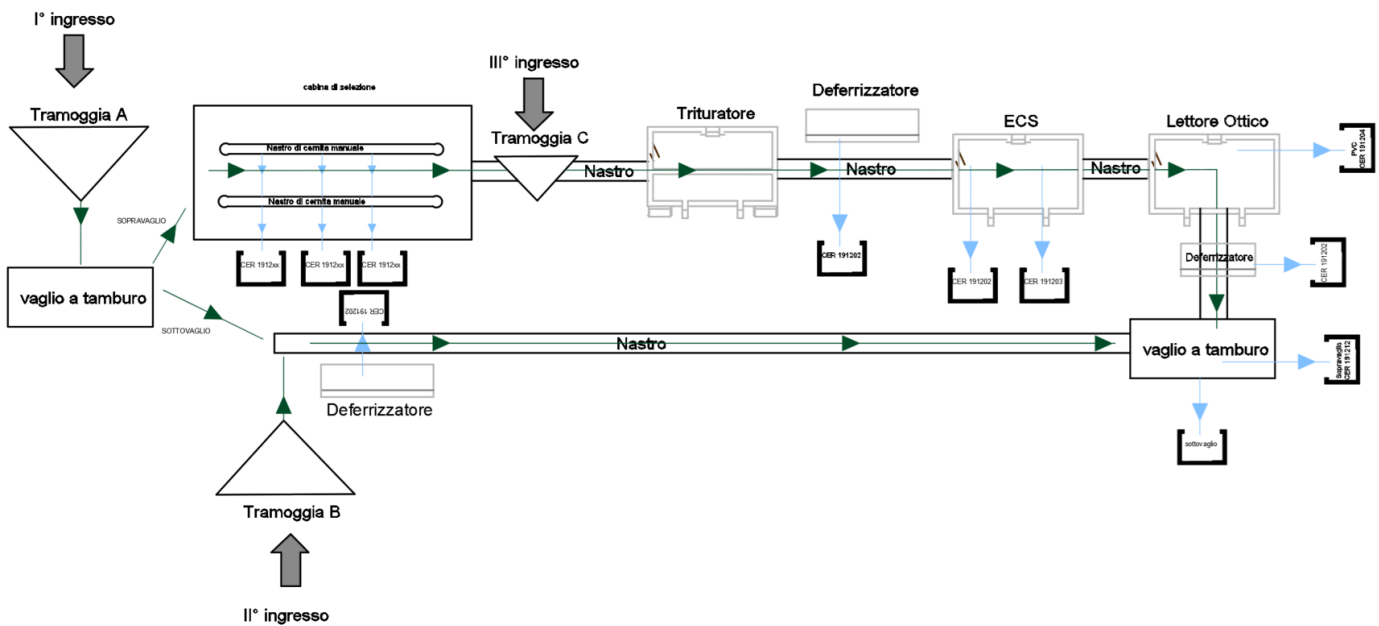 I° ingresso
Tramoggia A
SOPRAVAGLIO
vaglio a tamburo
SOTTOVAGLIO
cabina di selezione
Nastro di cernita manuale
Nastro di cernita manuale
CER 1912xx
CER 1912xx
CER 1912xx
III° ingresso
Tramoggia C
Nastro
Trituratore
Deferrizzatore
Nastro
CER 191202
ECS
CER 191202
CER 191203
Nastro
Lettore Ottico
PVC
CER 191204
Deferrizzatore
CER 191202
CER 191202
Deferrizzatore
Nastro
vaglio a tamburo
Sopravaglio
CER 191212
sottovaglio
Tramoggia B
II° ingresso